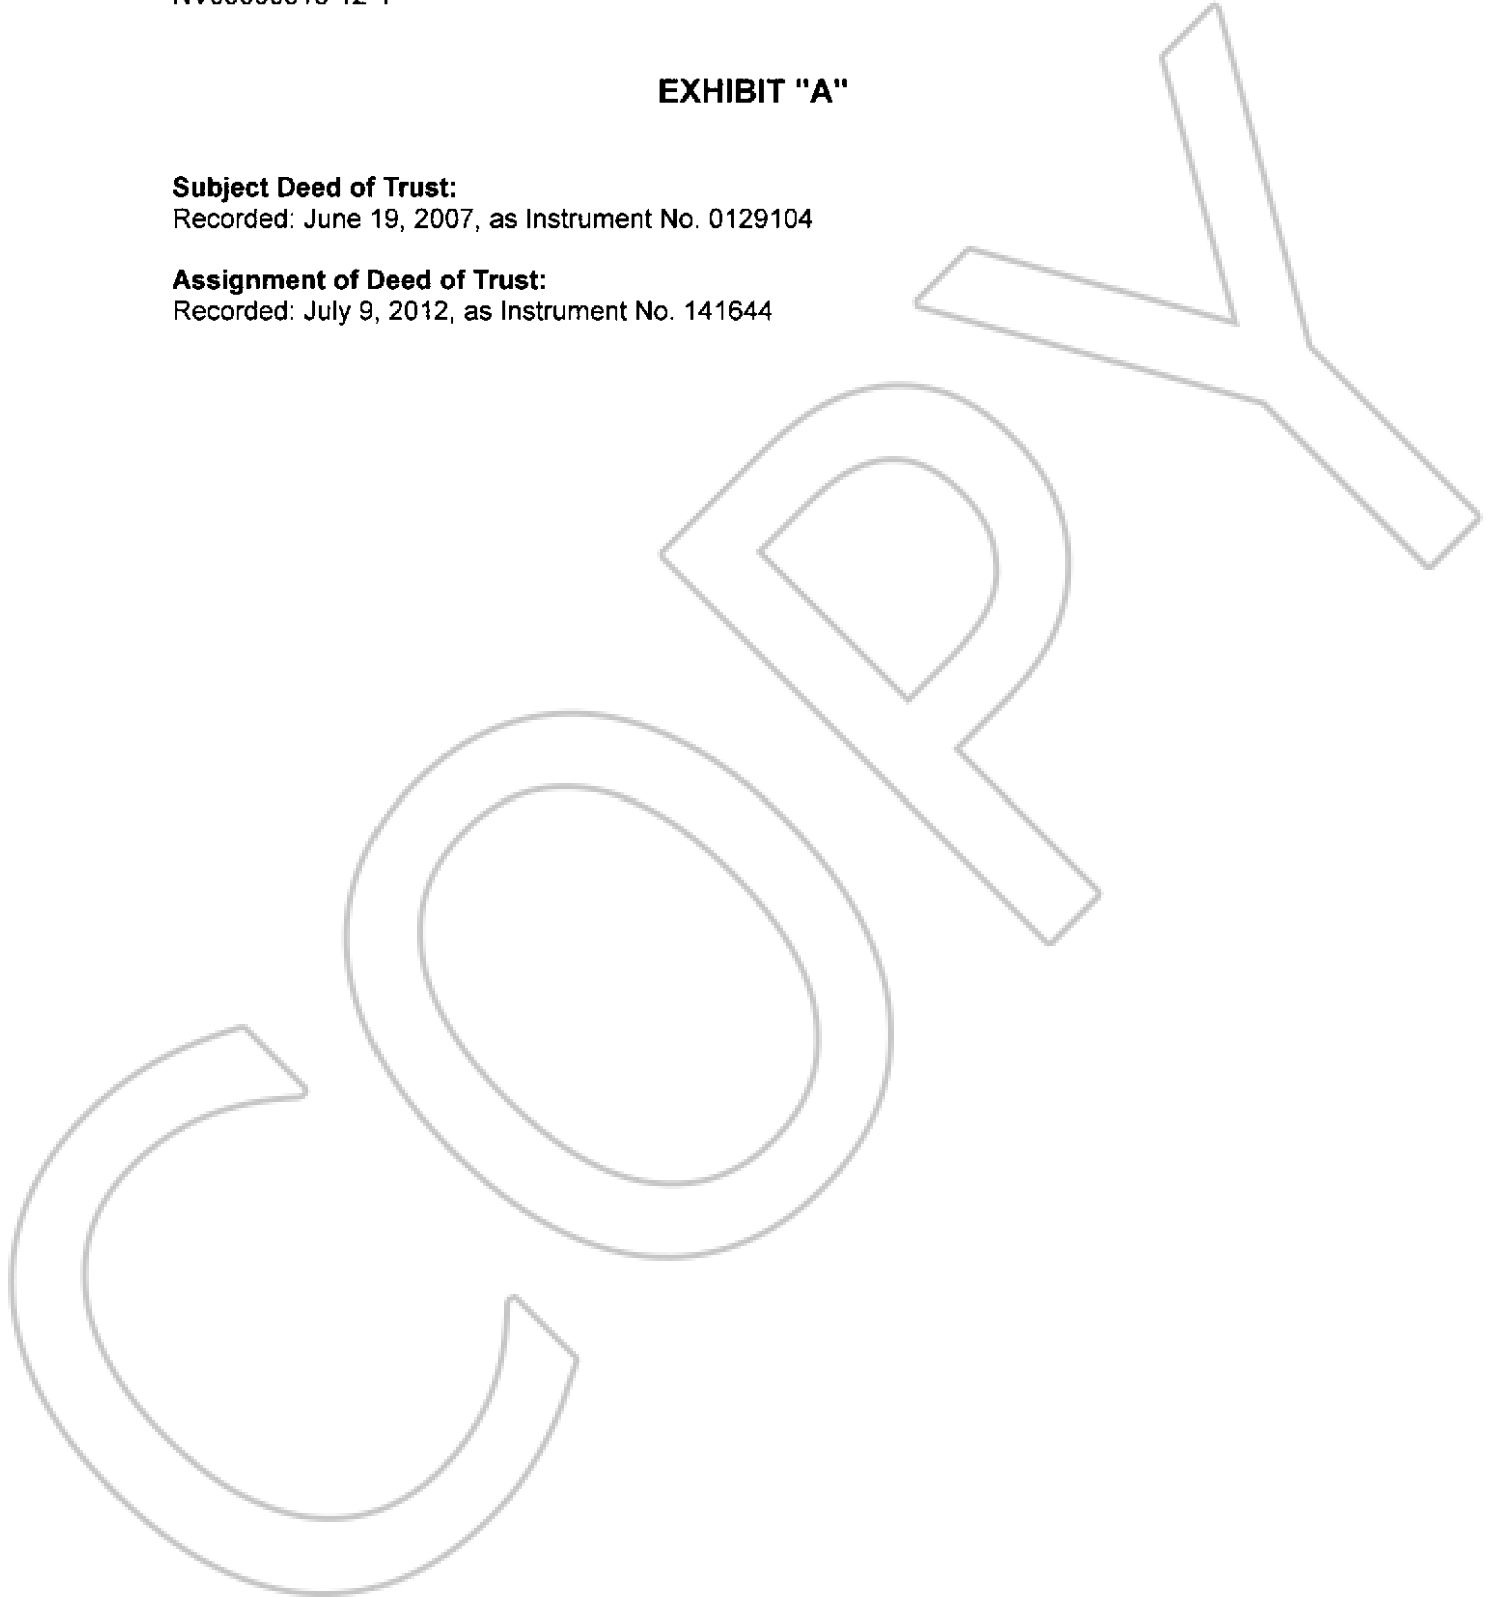 EXHIBIT "A"
Subject Deed of Trust:
Recorded: June 19, 2007, as Instrument No. 0129104
Assignment of Deed of Trust:
Recorded: July 9, 2012, as Instrument No. 141644
COPY